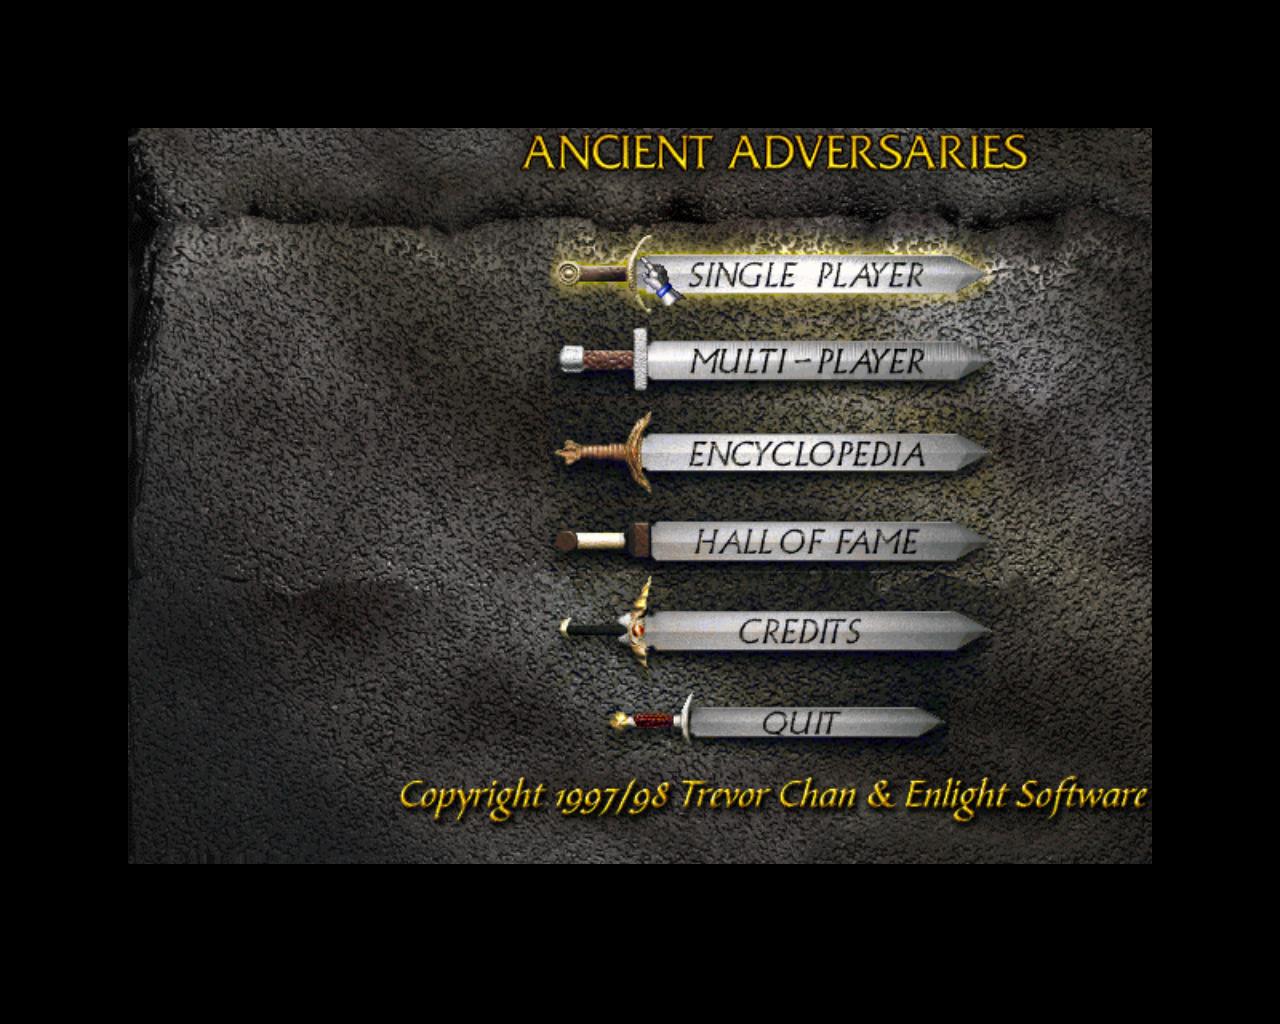 ANCIENT ADVERSARIES
SINGLE PLAYER
MULTI-PLAYER
ENCYCLOPEDIA
HALL OF FAME
CREDITS
QUIT
Copyright 1997/98 Trevor Chan & Enlight Software